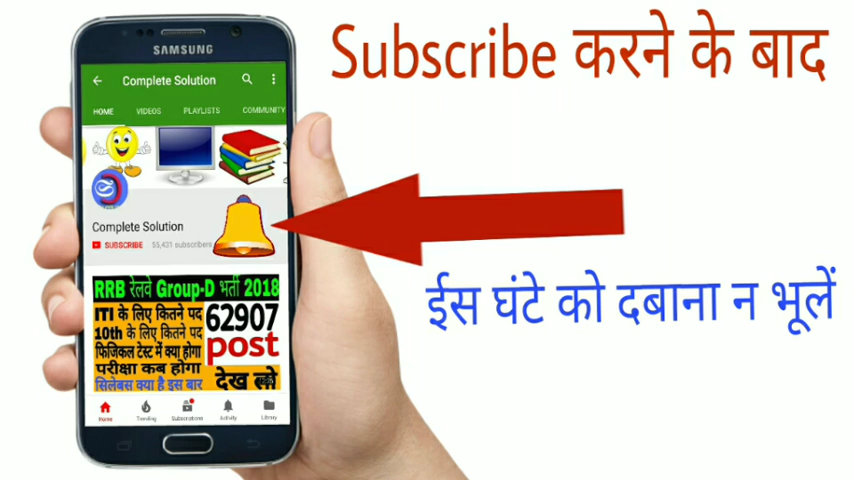 Subscribe करने के बाद
SAMSUNG
Complete Solution
HOME VIDEOS PLAYLISTS COMMUNITY
Complete Solution
SUBSCRIBE 55,431 subscribers
ईस घंटे को दबाना न भूलें
RRB रेलवे Group-D भर्ती 2018
ITI के लिए कितने पद
10th के लिए कितने पद
फिजिकल टेस्ट में क्या होगा
परीक्षा कब होगा
सिलेबस क्या है इस बार
62907
post
देख लो
Home Trending Subscriptions Activity Library